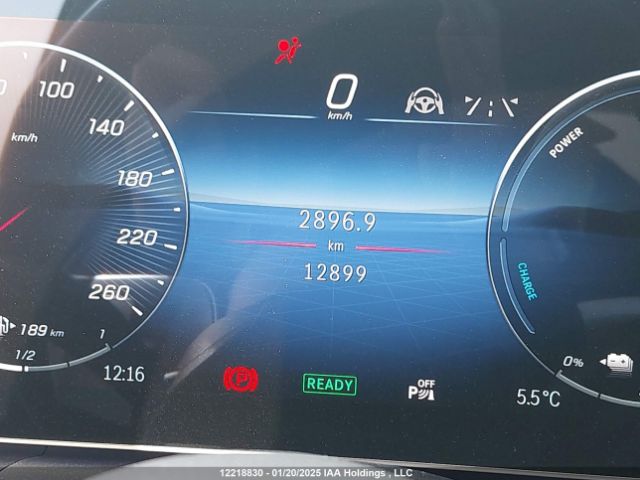 100
140
180
220
260
km/h
0
km/h
POWER
CHARGE
2896.9
km
12899
189 km
1
1/2
12:16
P
READY
OFF
P
0%
5.5°C
12218830 - 01/20/2025 IAA Holdings , LLC